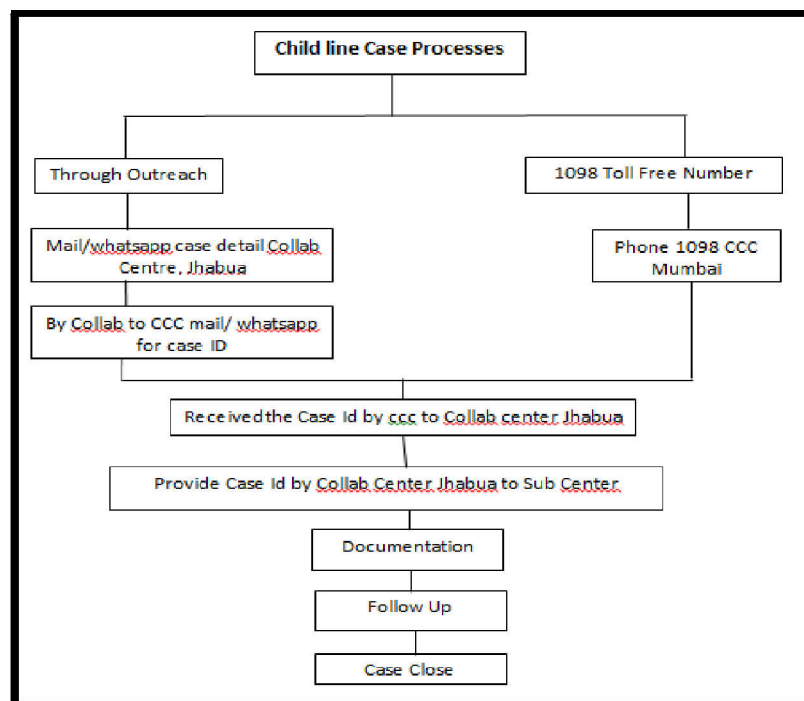 Child line Case Processes
Through Outreach
1098 Toll Free Number
Mail/whatsapp case detail Collab
Centre, Jhabua
Phone 1098 CCC
Mumbai
By Collab to CCC mail/ whatsapp
for case ID
Received the Case Id by ccc to Collab center Jhabua
Provide Case Id by Collab Center Jhabua to Sub Center
Documentation
Follow Up
Case Close